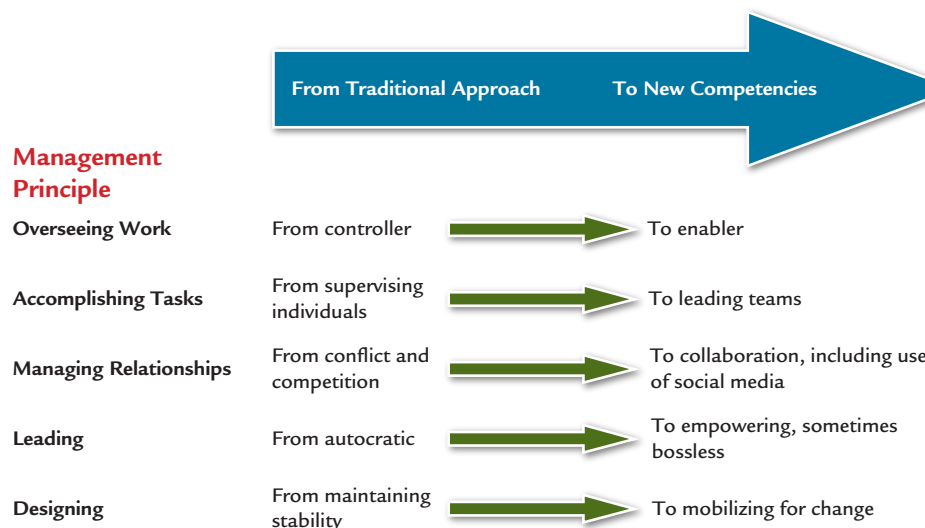 From Traditional Approach To New Competencies
Management
Principle
Overseeing Work From controller To enabler
Accomplishing Tasks From supervising
individuals To leading teams
Managing Relationships From conflict and
competition To collaboration, including use
of social media
Leading From autocratic To empowering, sometimes
bossless
Designing From maintaining
stability To mobilizing for change